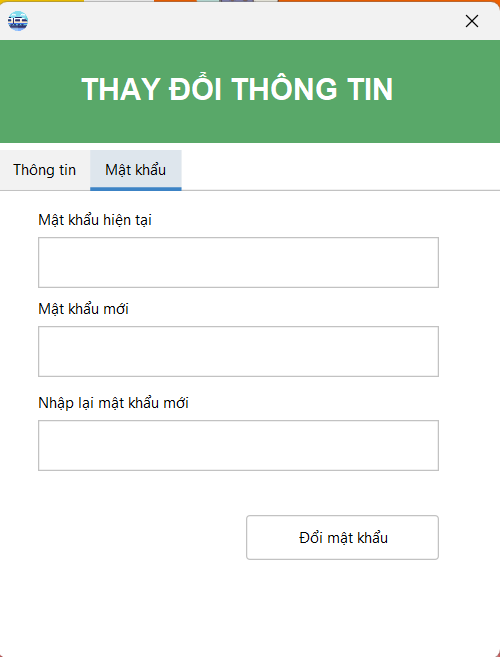 THAY ĐỔI THÔNG TIN
Thông tin
Mật khẩu
Mật khẩu hiện tại
Mật khẩu mới
Nhập lại mật khẩu mới
Đổi mật khẩu